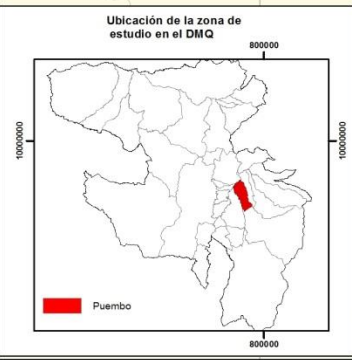 Ubicación de la zona de
estudio en el DMQ
800000
10000000
10000000
Puembo
800000